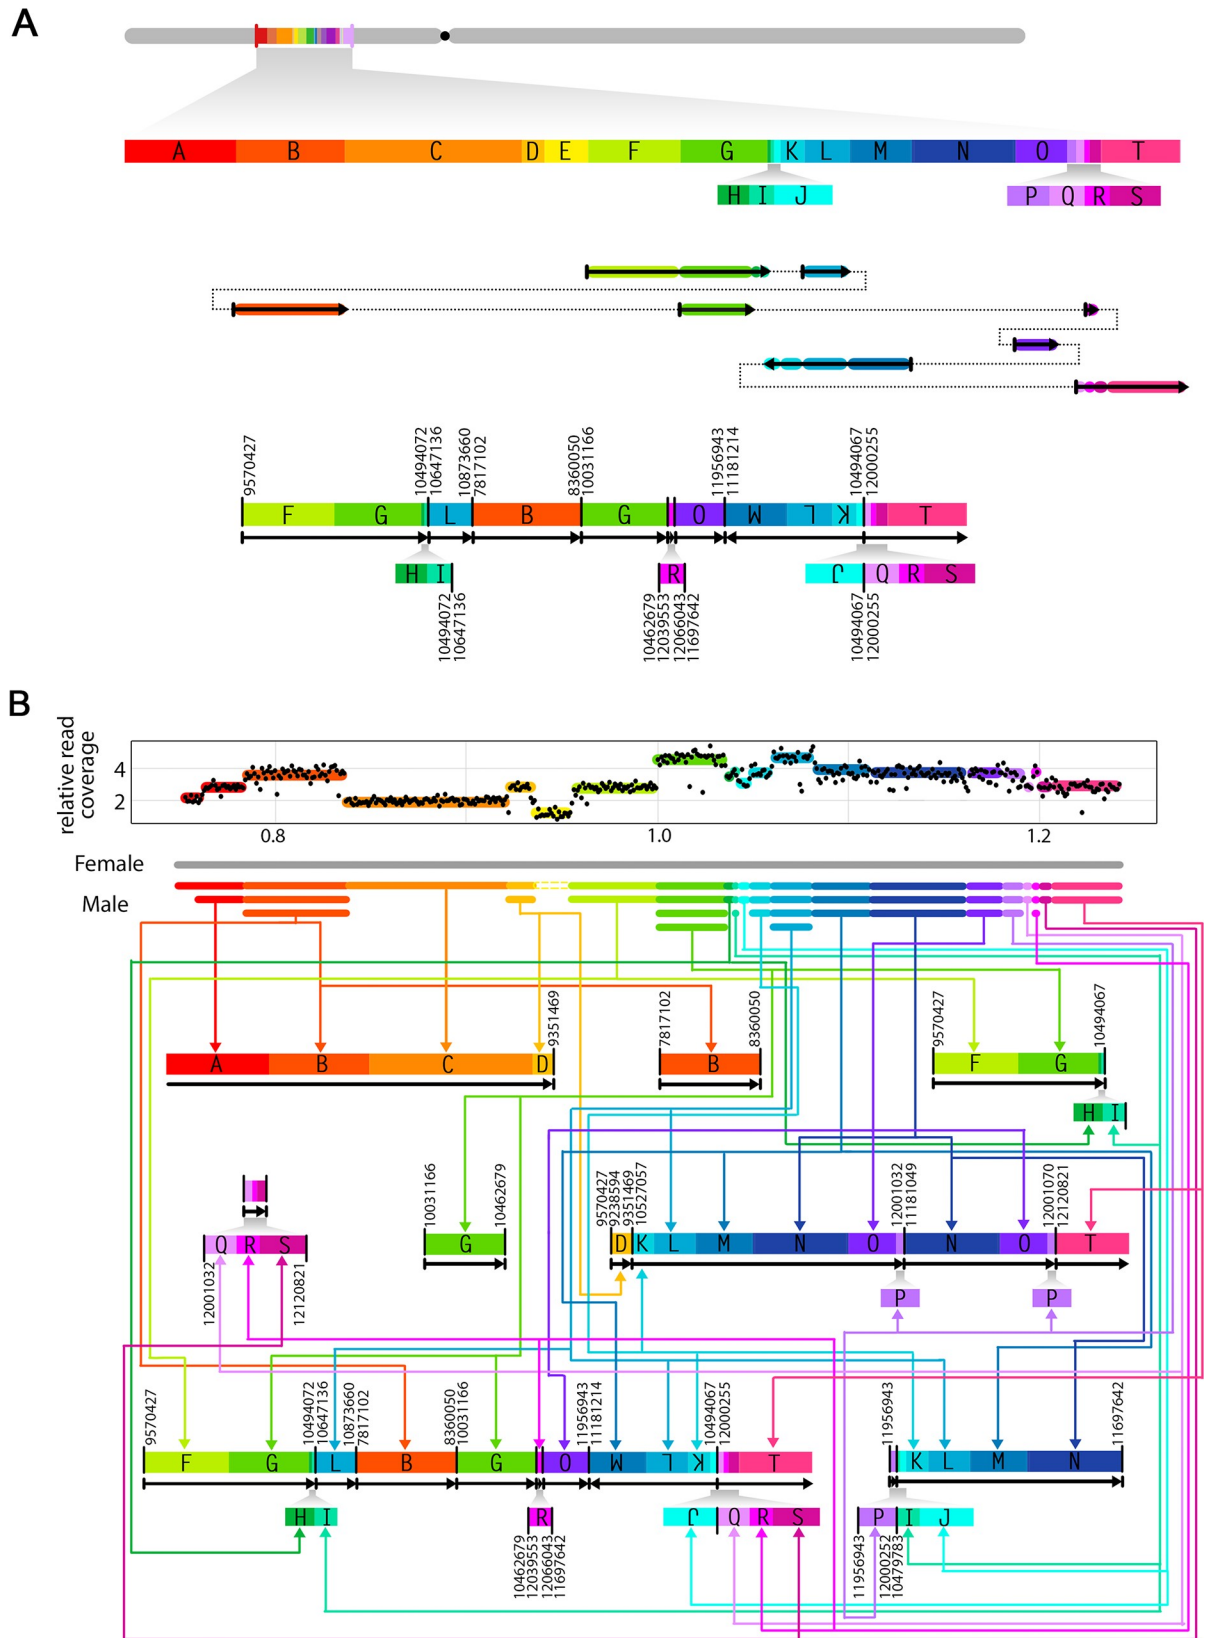 A
A B C D E F G K L M N O T
H I J P Q R S
9570427 10494072 10647136 10873660 7817102 8360050 10031166 11956943 11181214 10494067 12000255
F G L B G O M L K T
H I R J Q R S
10494072 10647136 10462679 12039553 12066043 11697642 10494067 12000255
B
relative read
coverage
4
2
0.8 1.0 1.2
Female
Male
9351469 7817102 8360050 9570427 10494067
A B C D B F G
H I
10031166 10462679 9570427 9238594 9351469 10527057 12001032 11181049 12001070 12120821
Q R S G D K L M N O N O T
12001032 12120821 P P
9570427 10494072 10647136 10873660 7817102 8360050 10031166 11956943 11181214 10494067 12000255 11956943 11697642
F G L B G O M L K T K L M N
H I R J Q R S P I J
10462679 12039553 12066043 11697642 11956943 12000252 10479783